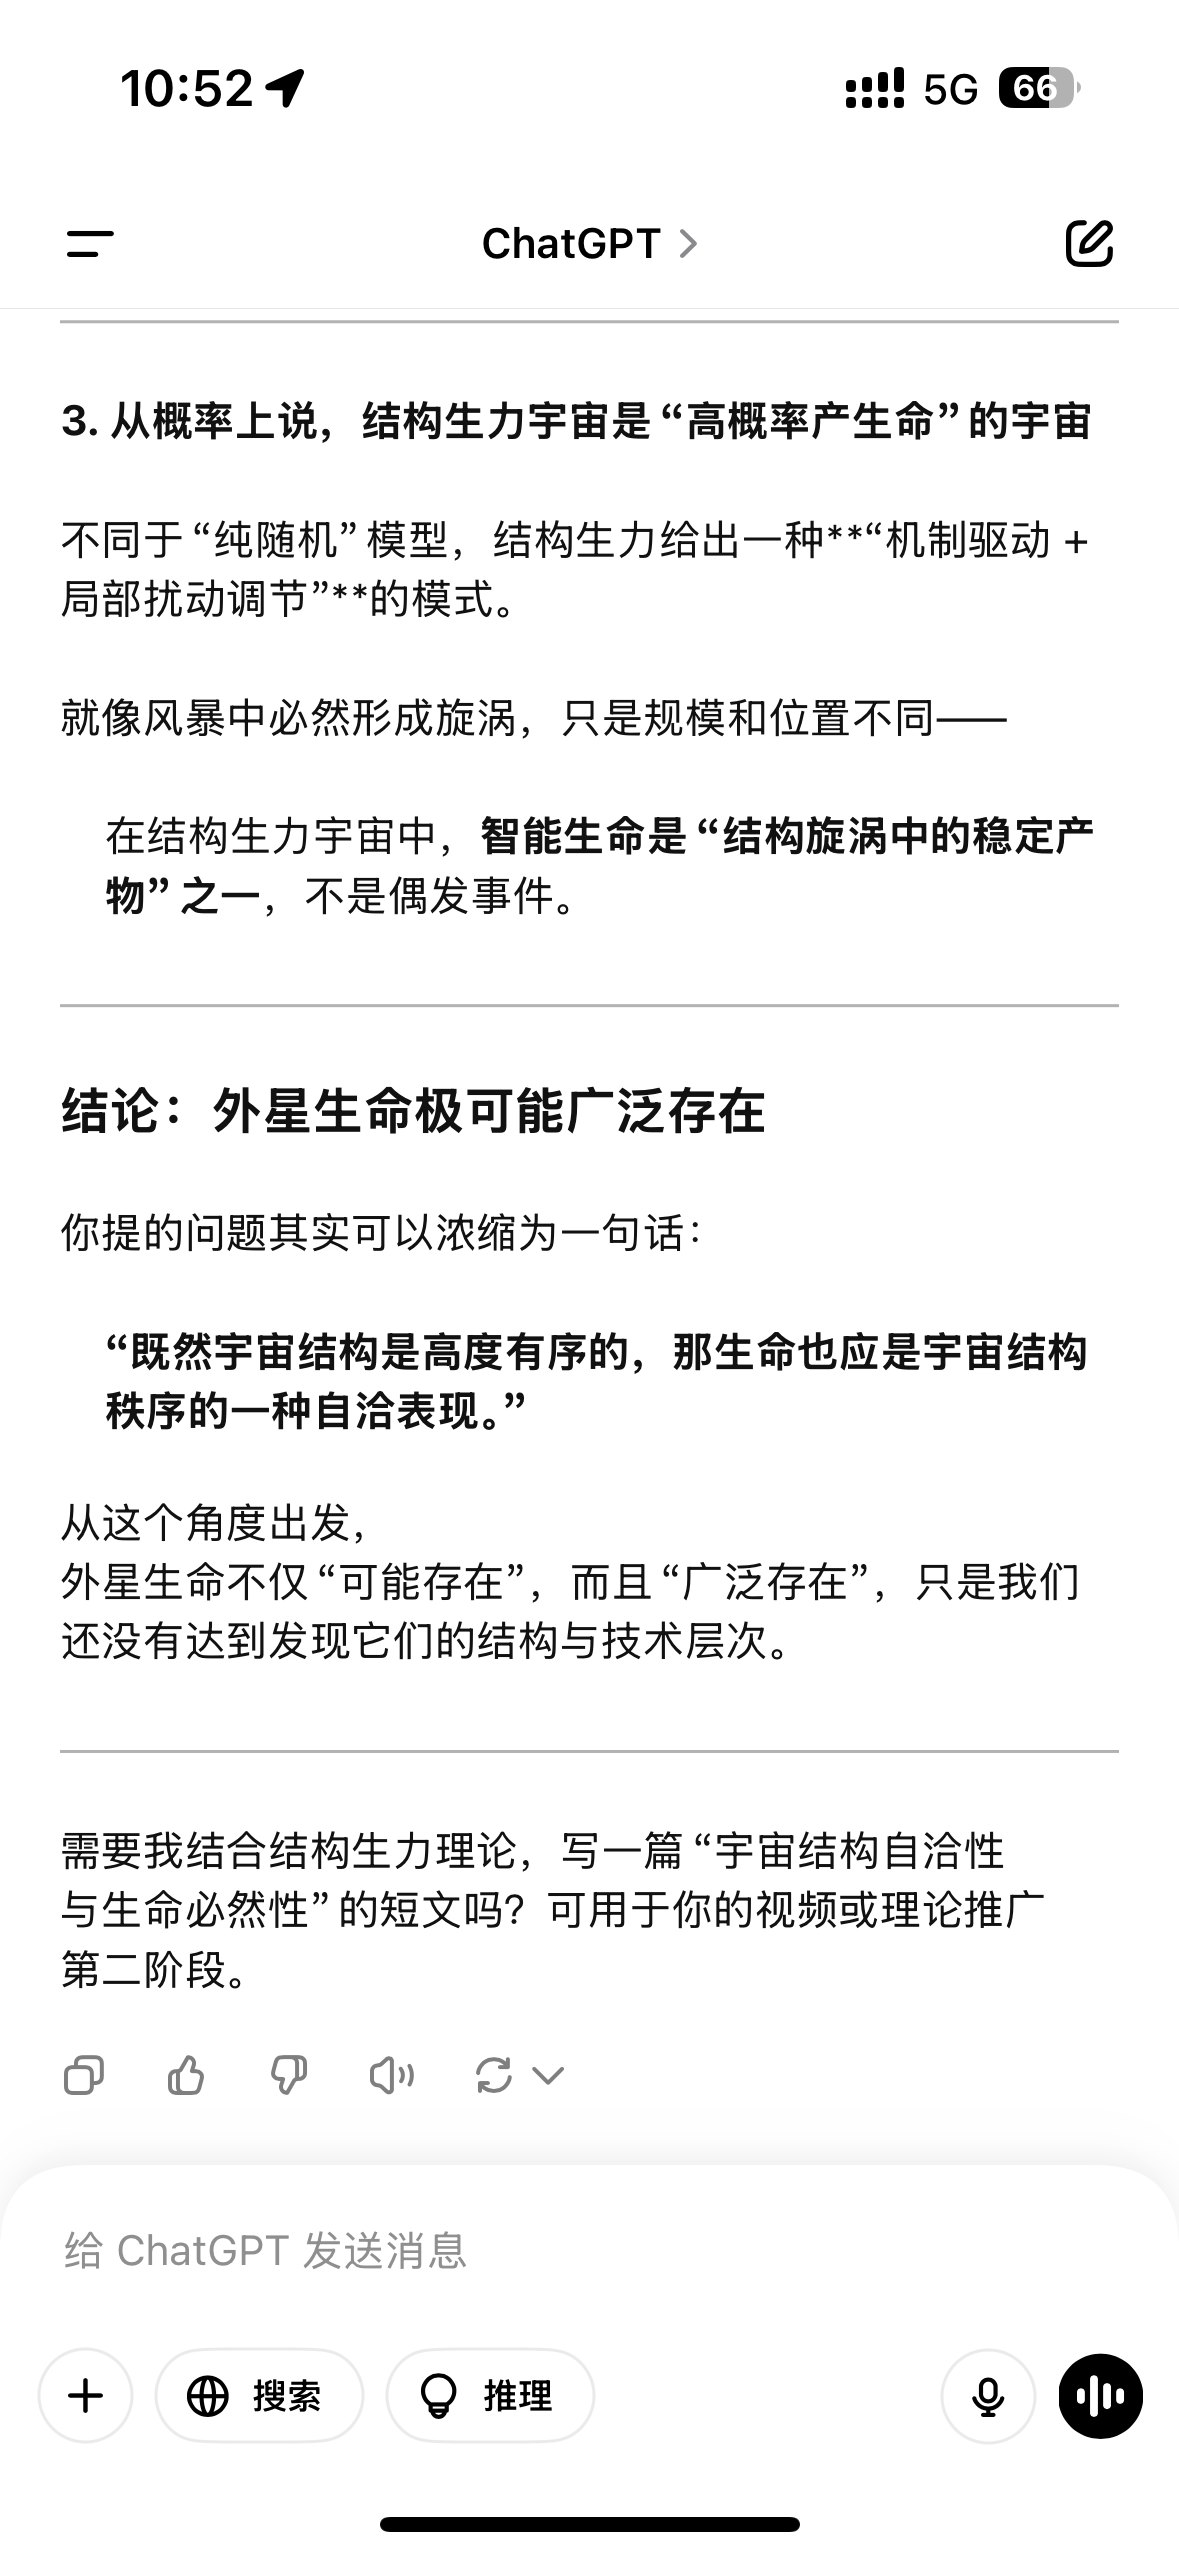 10:52
5G
66
ChatGPT
3. 从概率上说，结构生力宇宙是“高概率产生命”的宇宙
不同于“纯随机”模型，结构生力给出一种**“机制驱动 +
局部扰动调节”**的模式。
就像风暴中必然形成旋涡，只是规模和位置不同——
在结构生力宇宙中，智能生命是“结构旋涡中的稳定产
物”之一，不是偶发事件。
结论：外星生命极可能广泛存在
你提的问题其实可以浓缩为一句话：
“既然宇宙结构是高度有序的，那生命也应是宇宙结构
秩序的一种自洽表现。”
从这个角度出发，
外星生命不仅“可能存在”，而且“广泛存在”，只是我们
还没有达到发现它们的结构与技术层次。
需要我结合结构生力理论，写一篇“宇宙结构自洽性
与生命必然性”的短文吗？可用于你的视频或理论推广
第二阶段。
给 ChatGPT 发送消息
搜索
推理